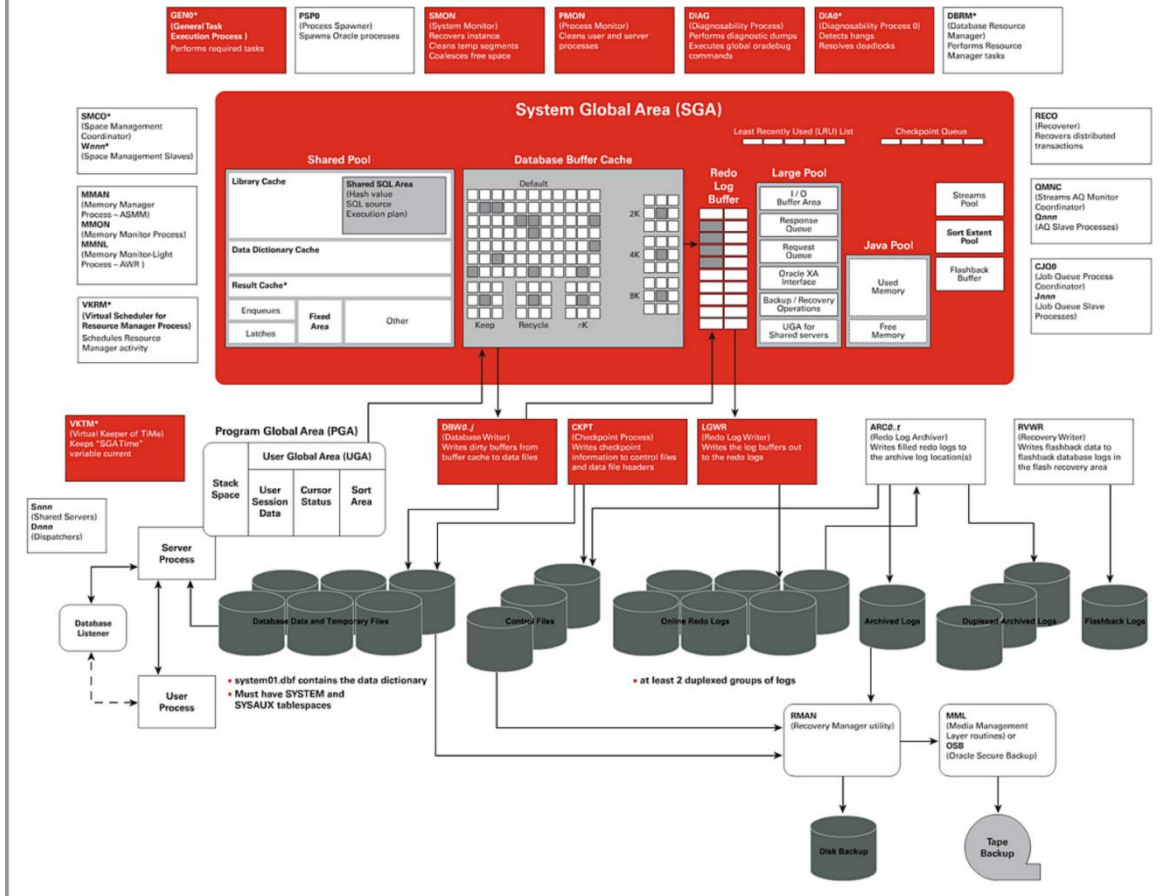 GEN0*
(General Task
Execution Process )
Performs required tasks
PSP0
(Process Spawner)
Spawns Oracle processes
SMON
(System Monitor)
Recovers instance
Cleans temp segments
Coalesces free space
PMON
(Process Monitor)
Cleans user and server
processes
DIAG
(Diagnosability Process)
Performs diagnostic dumps
Executes global oradebug
commands
DIA0*
(Diagnosability Process 0)
Detects hangs
Resolves deadlocks
DBRM*
(Database Resource
Manager)
Performs Resource
Manager tasks
SMCO*
(Space Management
Coordinator)
Wnnn*
(Space Management Slaves)
MMAN
(Memory Manager
Process – ASMM)
MMON
(Memory Monitor Process)
MMNL
(Memory Monitor-Light
Process – AWR )
VKRM*
(Virtual Scheduler for
Resource Manager Process)
Schedules Resource
Manager activity
System Global Area (SGA)
Least Recently Used (LRU) List
Checkpoint Queue
Shared Pool
Library Cache
Shared SQL Area
(Hash value
SQL source
Execution plan)
Data Dictionary Cache
Result Cache*
Enqueues
Latches
Fixed
Area
Other
Database Buffer Cache
Default
2K
4K
8K
Keep
Recycle
nK
Redo
Log
Buffer
Large Pool
I / O
Buffer Area
Response
Queue
Request
Queue
Oracle XA
Interface
Backup / Recovery
Operations
UGA for
Shared servers
Java Pool
Used
Memory
Free
Memory
Streams
Pool
Sort Extent
Pool
Flashback
Buffer
RECO
(Recoverer)
Recovers distributed
transactions
QMNC
(Streams AQ Monitor
Coordinator)
Qnnn
(AQ Slave Processes)
CJQ0
(Job Queue Process
Coordinator)
Jnnn
(Job Queue Slave
Processes)
VKTM*
(Virtual Keeper of TiMe)
Keeps "SGATime"
variable current
Program Global Area (PGA)
User Global Area (UGA)
Stack
Space
User
Session
Data
Cursor
Status
Sort
Area
DBW0..j
(Database Writer)
Writes dirty buffers from
buffer cache to data files
CKPT
(Checkpoint Process)
Writes checkpoint
information to control files
and data file headers
LGWR
(Redo Log Writer)
Writes the log buffers out
to the redo logs
ARC0..t
(Redo Log Archiver)
Writes filled redo logs to
the archive log location(s)
RVWR
(Recovery Writer)
Writes flashback data to
flashback database logs in
the flash recovery area
Snnn
(Shared Servers)
Dnnn
(Dispatchers)
Server
Process
Database
Listener
User
Process
Database Data and Temporary Files
Control Files
Online Redo Logs
Archived Logs
Duplexed Archived Logs
Flashback Logs
• system01.dbf contains the data dictionary
• Must have SYSTEM and
SYSAUX tablespaces
• at least 2 duplexed groups of logs
RMAN
(Recovery Manager utility)
MML
(Media Management
Layer routines) or
OSB
(Oracle Secure Backup)
Disk Backup
Tape
Backup